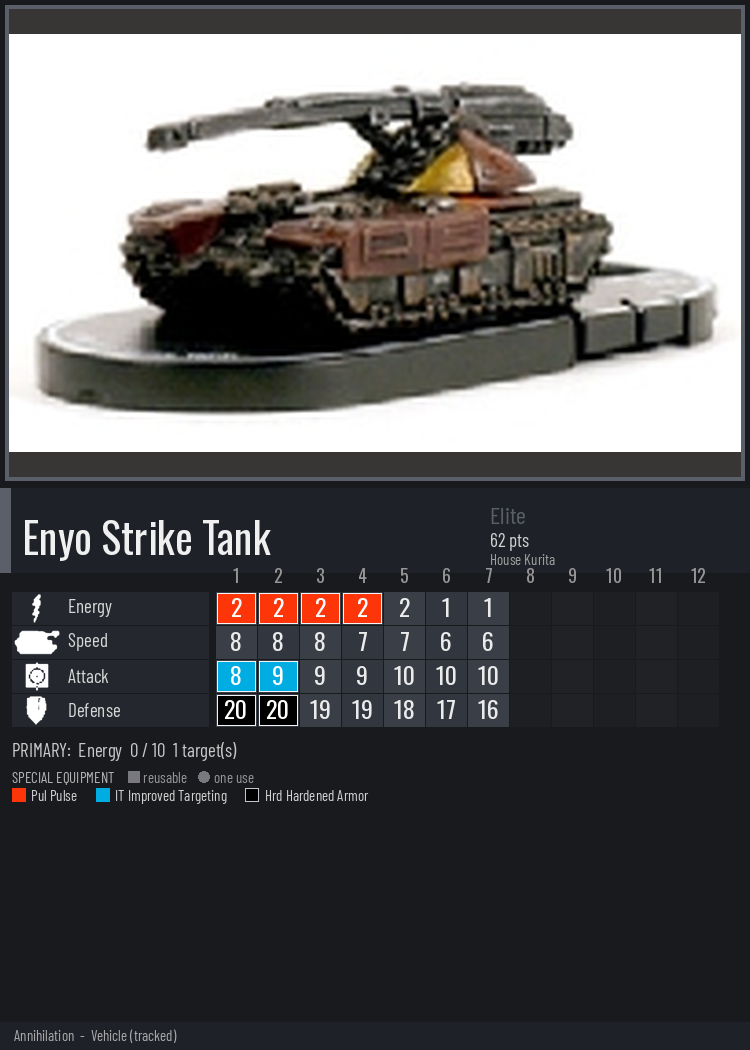 Enyo Strike Tank
Elite
62 pts
House Kurita
1 2 3 4 5 6 7 8 9 10 11 12
Energy 2 2 2 2 2 1 1
Speed 8 8 8 7 7 6 6
Attack 8 9 9 9 10 10 10
Defense 20 20 19 19 18 17 16
PRIMARY: Energy 0 / 10 1 target(s)
SPECIAL EQUIPMENT reusable one use
Pul Pulse IT Improved Targeting Hrd Hardened Armor
Annihilation - Vehicle (tracked)